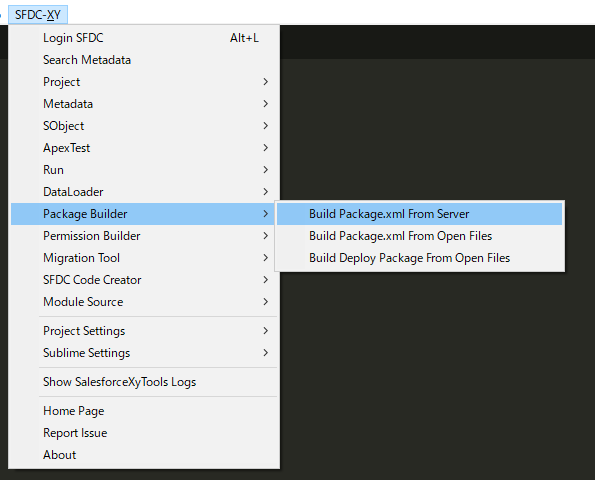 SFDC-XY
Login SFDC Alt+L
Search Metadata
Project
Metadata
SObject
ApexTest
Run
DataLoader
Package Builder
Build Package.xml From Server
Build Package.xml From Open Files
Build Deploy Package From Open Files
Permission Builder
Migration Tool
SFDC Code Creator
Module Source
Project Settings
Sublime Settings
Show SalesforceXyTools Logs
Home Page
Report Issue
About